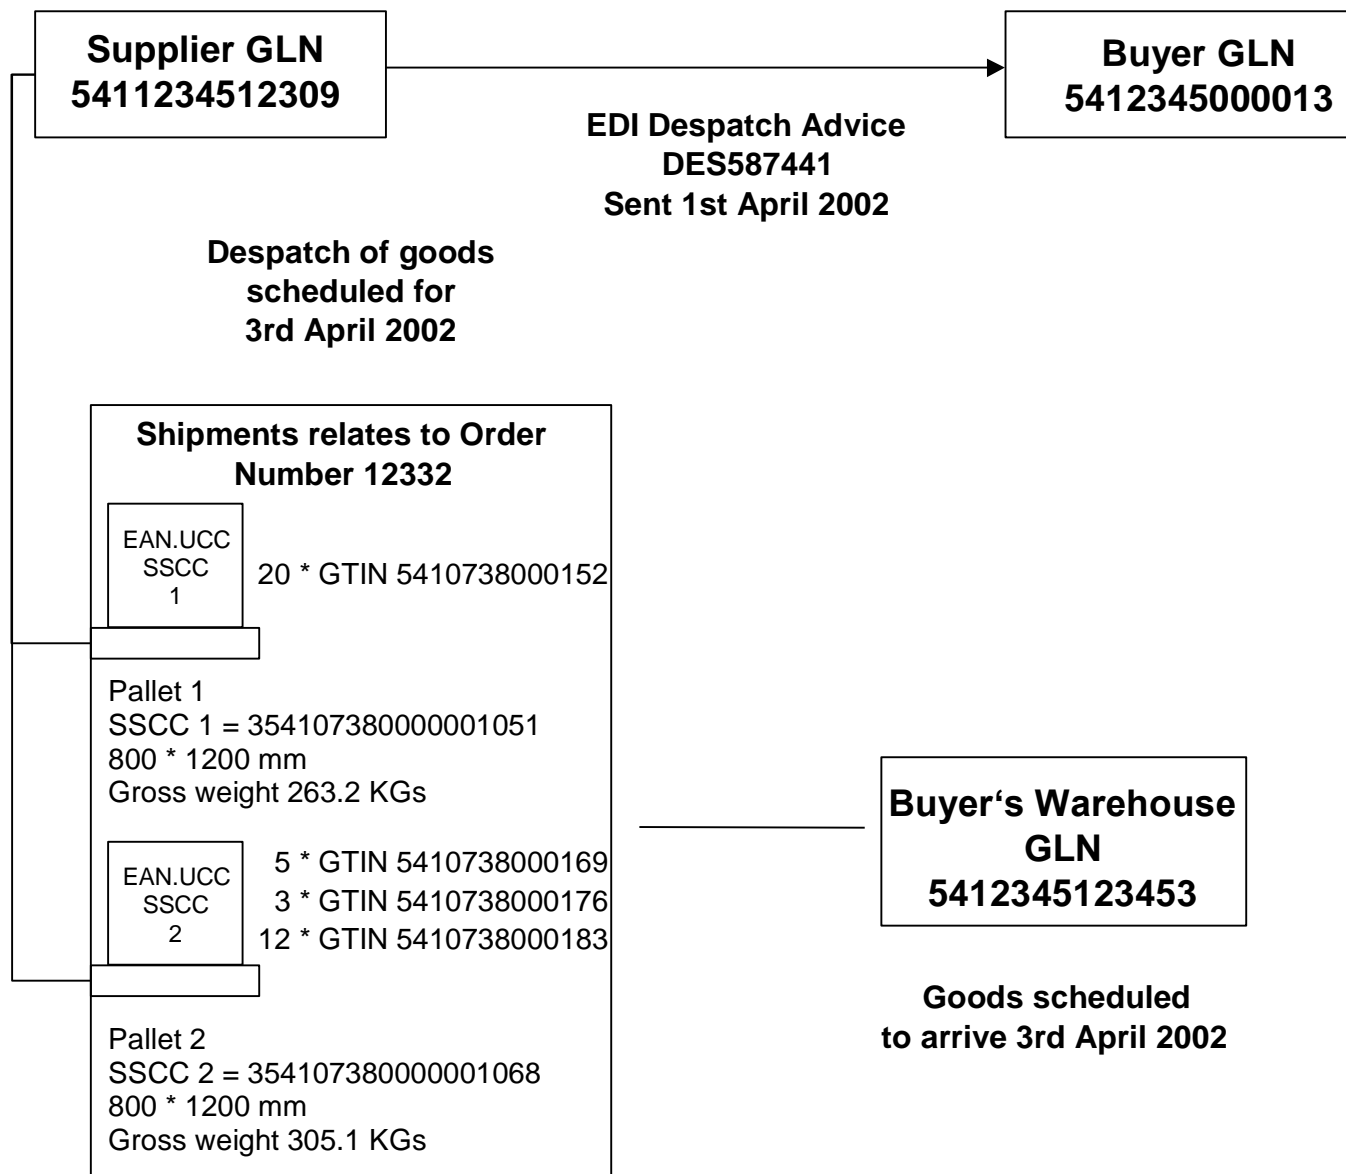 Supplier GLN
5411234512309
Buyer GLN
5412345000013
EDI Despatch Advice
DES587441
Sent 1st April 2002
Despatch of goods
scheduled for
3rd April 2002
Shipments relates to Order
Number 12332
EAN.UCC
SSCC
1
20 * GTIN 5410738000152
Pallet 1
SSCC 1 = 354107380000001051
800 * 1200 mm
Gross weight 263.2 KGs
EAN.UCC
SSCC
2
5 * GTIN 5410738000169
3 * GTIN 5410738000176
12 * GTIN 5410738000183
Pallet 2
SSCC 2 = 354107380000001068
800 * 1200 mm
Gross weight 305.1 KGs
Buyer‘s Warehouse
GLN
5412345123453
Goods scheduled
to arrive 3rd April 2002